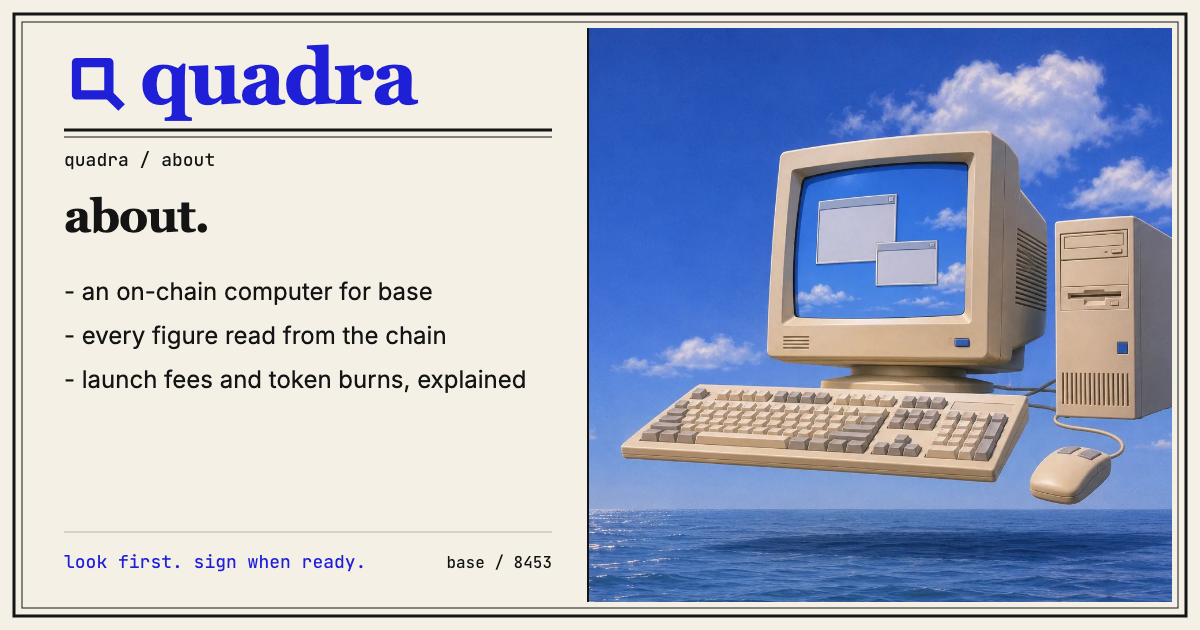 quadra
quadra / about
about.
- an on-chain computer for base
- every figure read from the chain
- launch fees and token burns, explained
look first. sign when ready.
base / 8453